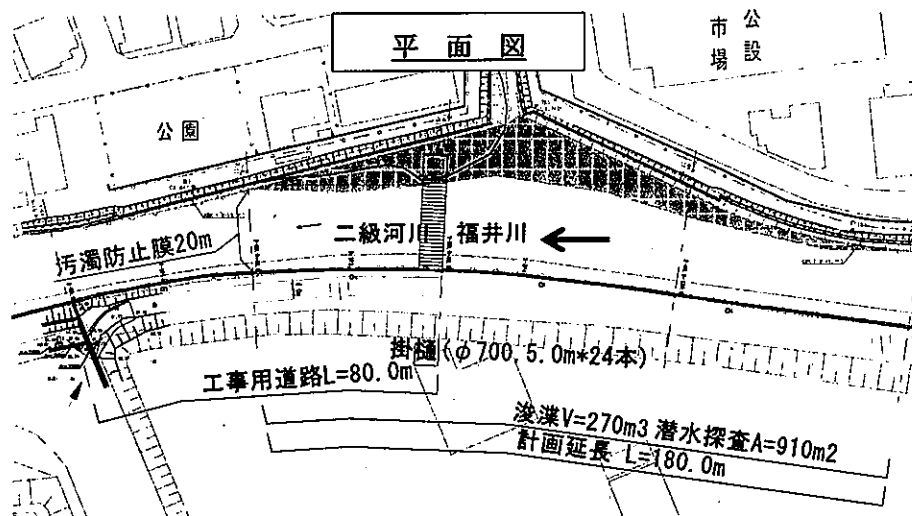 平面図
公設
市場
公園
二級河川 福井川
汚濁防止膜20m
掛樋(φ700,5.0m*24本)
工事用道路L=80.0m
浚渫V=270m3 潜水探査A=910m2
計画延長 L=180.0m